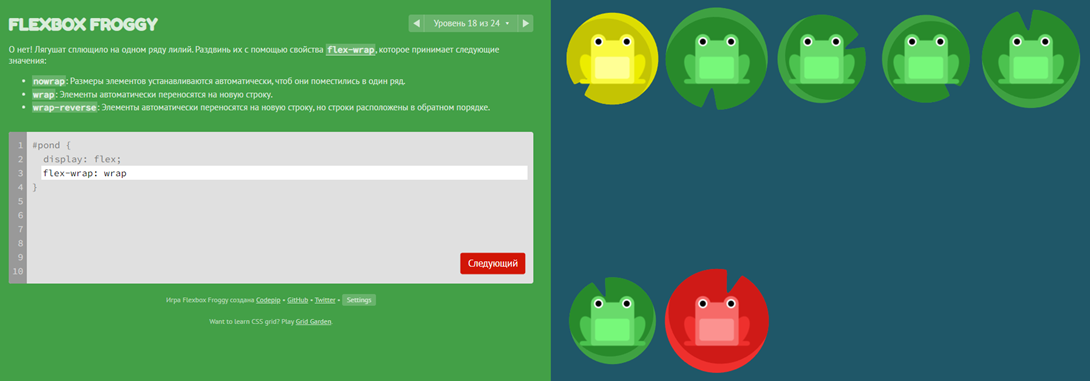 FLEXBOX FROGGY
Уровень 18 из 24
О нет! Лягушат сплющило на одном ряду лилий. Раздвинь их с помощью свойства flex-wrap, которое принимает следующие
значения:
nowrap: Размеры элементов устанавливаются автоматически, чтоб они поместились в один ряд.
wrap: Элементы автоматически переносятся на новую строку.
wrap-reverse: Элементы автоматически переносятся на новую строку, но строки расположены в обратном порядке.
1 #pond {
2 display: flex;
3 flex-wrap: wrap
4 }
5
6
7
8
9
10
Следующий
Игра Flexbox Froggy создана Codepip • GitHub • Twitter • Settings
Want to learn CSS grid? Play Grid Garden.